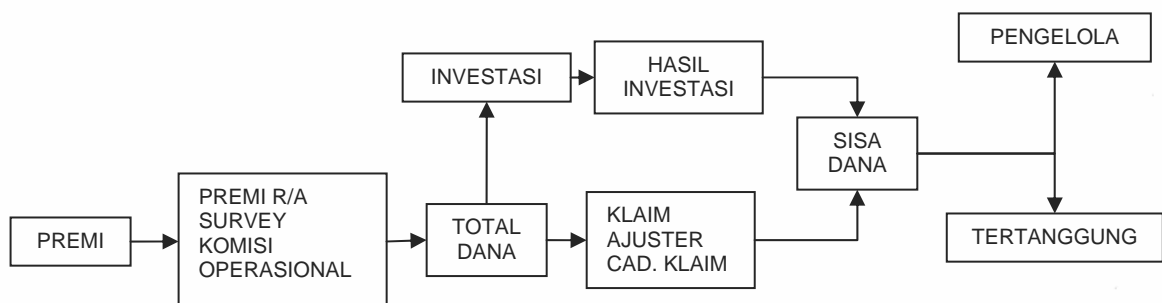 PENGELOLA
INVESTASI
HASIL
INVESTASI
SISA
DANA
PREMI
PREMI R/A
SURVEY
KOMISI
OPERASIONAL
TOTAL
DANA
KLAIM
AJUSTER
CAD. KLAIM
TERTANGGUNG